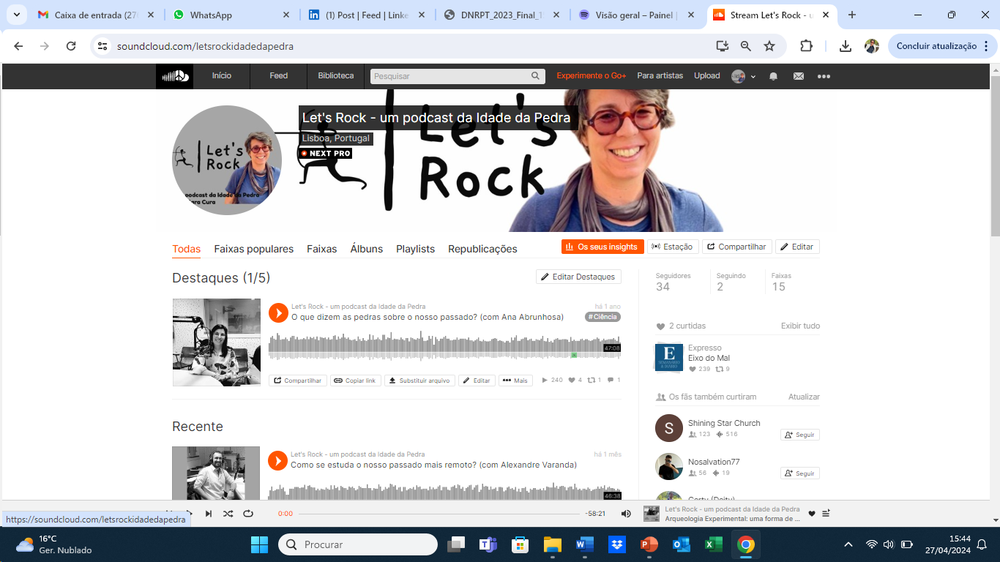 Caixa de entrada (27
WhatsApp
(1) Post | Feed | Linke
DNRPT_2023_Final_1
Visão geral – Painel |
Stream Let's Rock - u
soundcloud.com/letsrockidadedapedra
Concluir atualização
Início
Feed
Biblioteca
Pesquisar
Experimente o Go+
Para artistas
Upload
Let's Rock - um podcast da Idade da Pedra
Lisboa, Portugal
NEXT PRO
Let's
Rock
Let's
Rock
podcast da Idade da Pedra
ara Cura
Todas
Faixas populares
Faixas
Álbuns
Playlists
Republicações
Os seus insights
Estação
Compartilhar
Editar
Destaques (1/5)
Editar Destaques
Let's Rock - um podcast da Idade da Pedra
há 1 ano
O que dizem as pedras sobre o nosso passado? (com Ana Abrunhosa)
# Ciência
47:08
Compartilhar
Copiar link
Substituir arquivo
Editar
Mais
240
4
1
1
Recente
Let's Rock - um podcast da Idade da Pedra
há 1 mês
Como se estuda o nosso passado mais remoto? (com Alexandre Varanda)
46:38
Seguidores
34
Seguindo
2
Faixas
15
2 curtidas
Exibir tudo
E
Expresso
Eixo do Mal
239
9
Os fãs também curtiram
Atualizar
S
Shining Star Church
123
516
Seguir
Nosalvation77
56
19
Seguir
0:00
-58:21
Let's Rock - um podcast da Idade da Pedra
Arqueologia Experimental: uma forma de ...
https://soundcloud.com/letsrockidadedapedra
16°C
Ger. Nublado
Procurar
15:44
27/04/2024